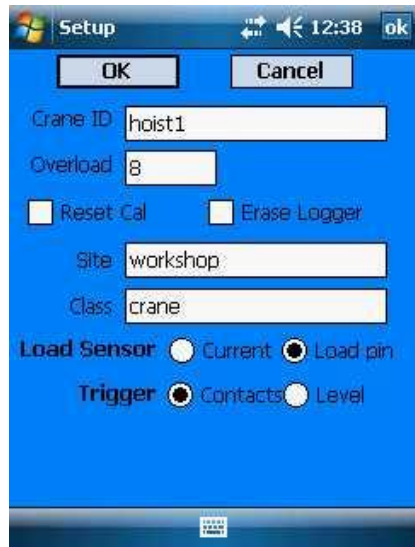 Setup 12:38 ok
OK Cancel
Crane ID hoist1
Overload 8
Reset Cal Erase Logger
Site workshop
Class crane
Load Sensor Current Load pin
Trigger Contacts Level